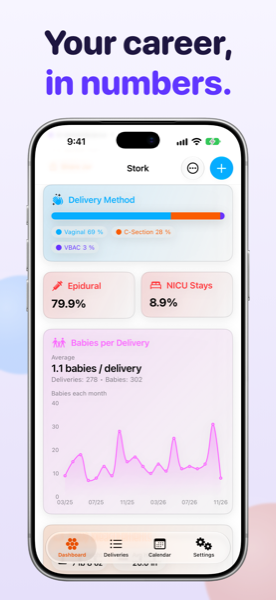 Your career,
in numbers.
9:41
Stork
Delivery Method
Vaginal 69 % C-Section 28 %
VBAC 3 %
Epidural
79.9%
NICU Stays
8.9%
Babies per Delivery
Average
1.1 babies / delivery
Deliveries: 278 • Babies: 302
Babies each month
40
30
20
10
0
03/25 07/25 11/25 03/26 07/26 11/26
Dashboard Deliveries Calendar Settings